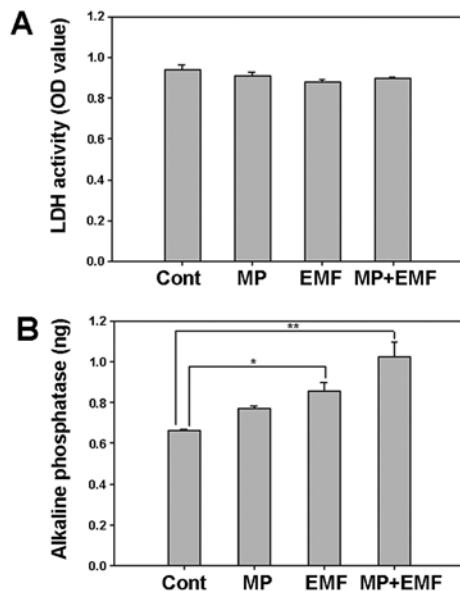 A
LDH activity (OD value)
1.2
1.0
0.8
0.6
0.4
0.2
0.0
Cont MP EMF MP+EMF
B
Alkaline phosphatase (ng)
1.2
1.0
0.8
0.6
0.4
0.2
0.0
**
*
Cont MP EMF MP+EMF